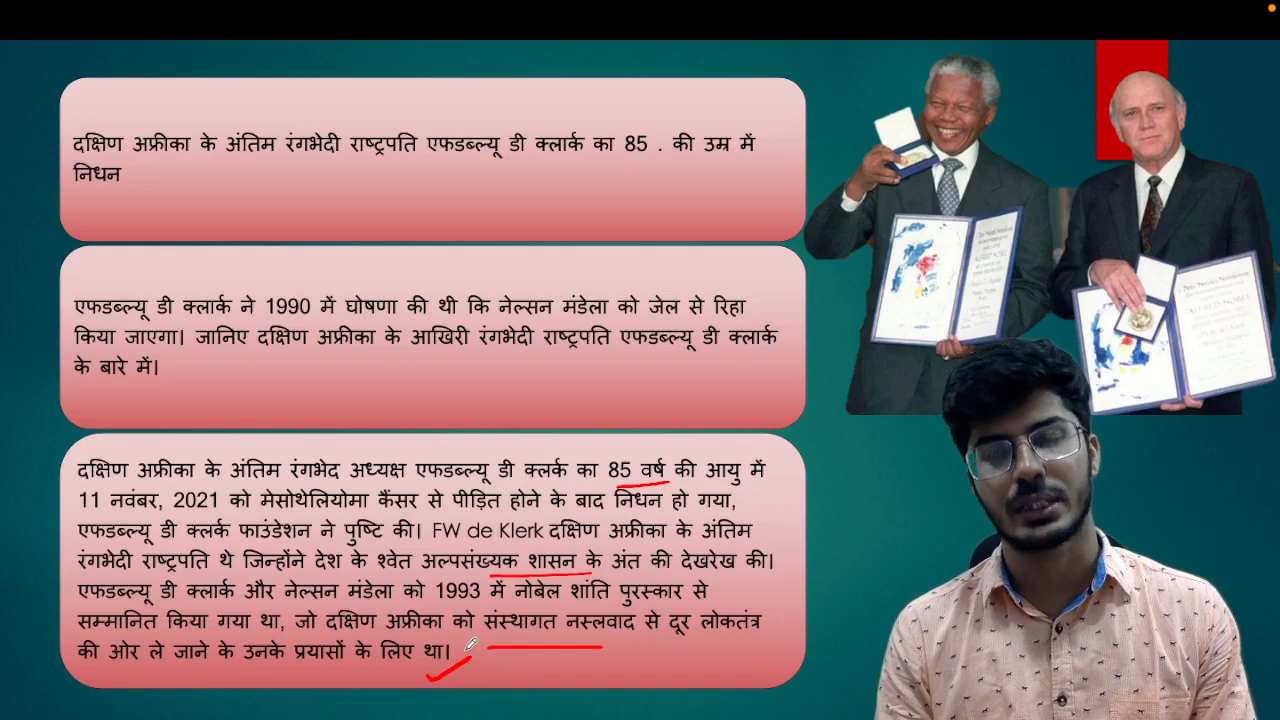 दक्षिण अफ्रीका के अंतिम रंगभेदी राष्ट्रपति एफडब्ल्यू डी क्लार्क का 85 . की उम्र में
निधन
एफडब्ल्यू डी क्लार्क ने 1990 में घोषणा की थी कि नेल्सन मंडेला को जेल से रिहा
किया जाएगा। जानिए दक्षिण अफ्रीका के आखिरी रंगभेदी राष्ट्रपति एफडब्ल्यू डी क्लार्क
के बारे में।
दक्षिण अफ्रीका के अंतिम रंगभेद अध्यक्ष एफडब्ल्यू डी क्लर्क का 85 वर्ष की आयु में
11 नवंबर, 2021 को मेसोथेलियोमा कैंसर से पीड़ित होने के बाद निधन हो गया,
एफडब्ल्यू डी क्लर्क फाउंडेशन ने पुष्टि की। FW de Klerk दक्षिण अफ्रीका के अंतिम
रंगभेदी राष्ट्रपति थे जिन्होंने देश के श्वेत अल्पसंख्यक शासन के अंत की देखरेख की।
एफडब्ल्यू डी क्लार्क और नेल्सन मंडेला को 1993 में नोबेल शांति पुरस्कार से
सम्मानित किया गया था, जो दक्षिण अफ्रीका को संस्थागत नस्लवाद से दूर लोकतंत्र
की ओर ले जाने के उनके प्रयासों के लिए था।